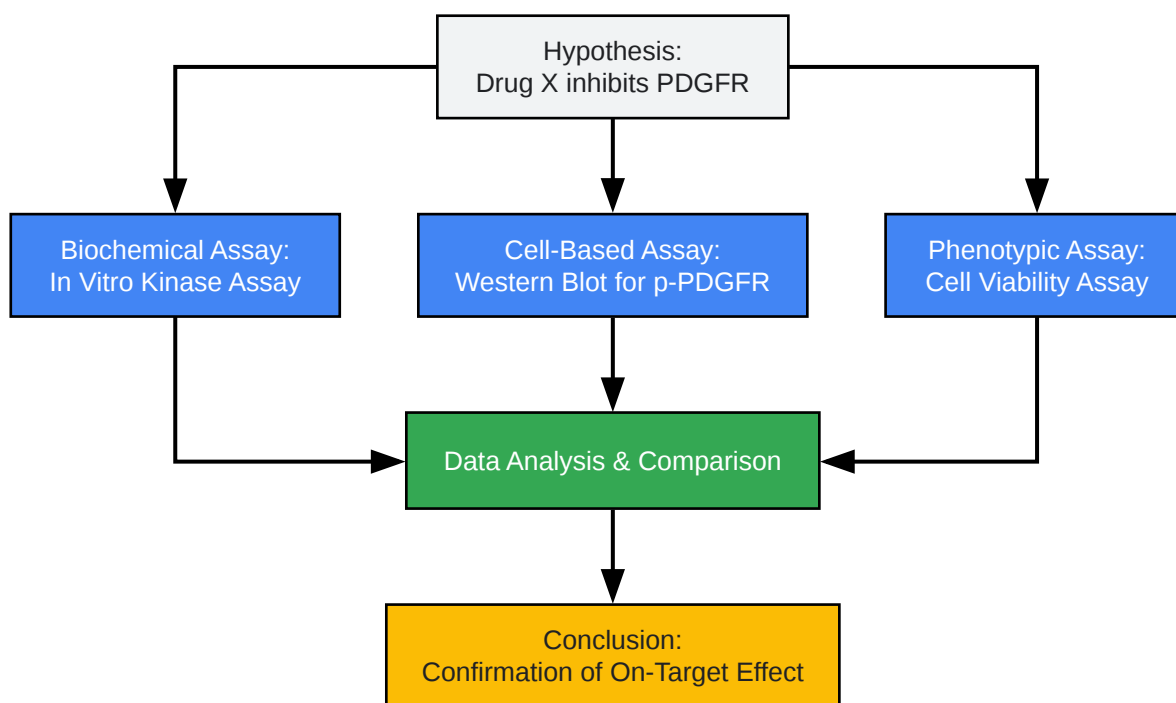 Hypothesis:
Drug X inhibits PDGFR
Biochemical Assay:
In Vitro Kinase Assay
Cell-Based Assay:
Western Blot for p-PDGFR
Phenotypic Assay:
Cell Viability Assay
Data Analysis & Comparison
Conclusion:
Confirmation of On-Target Effect